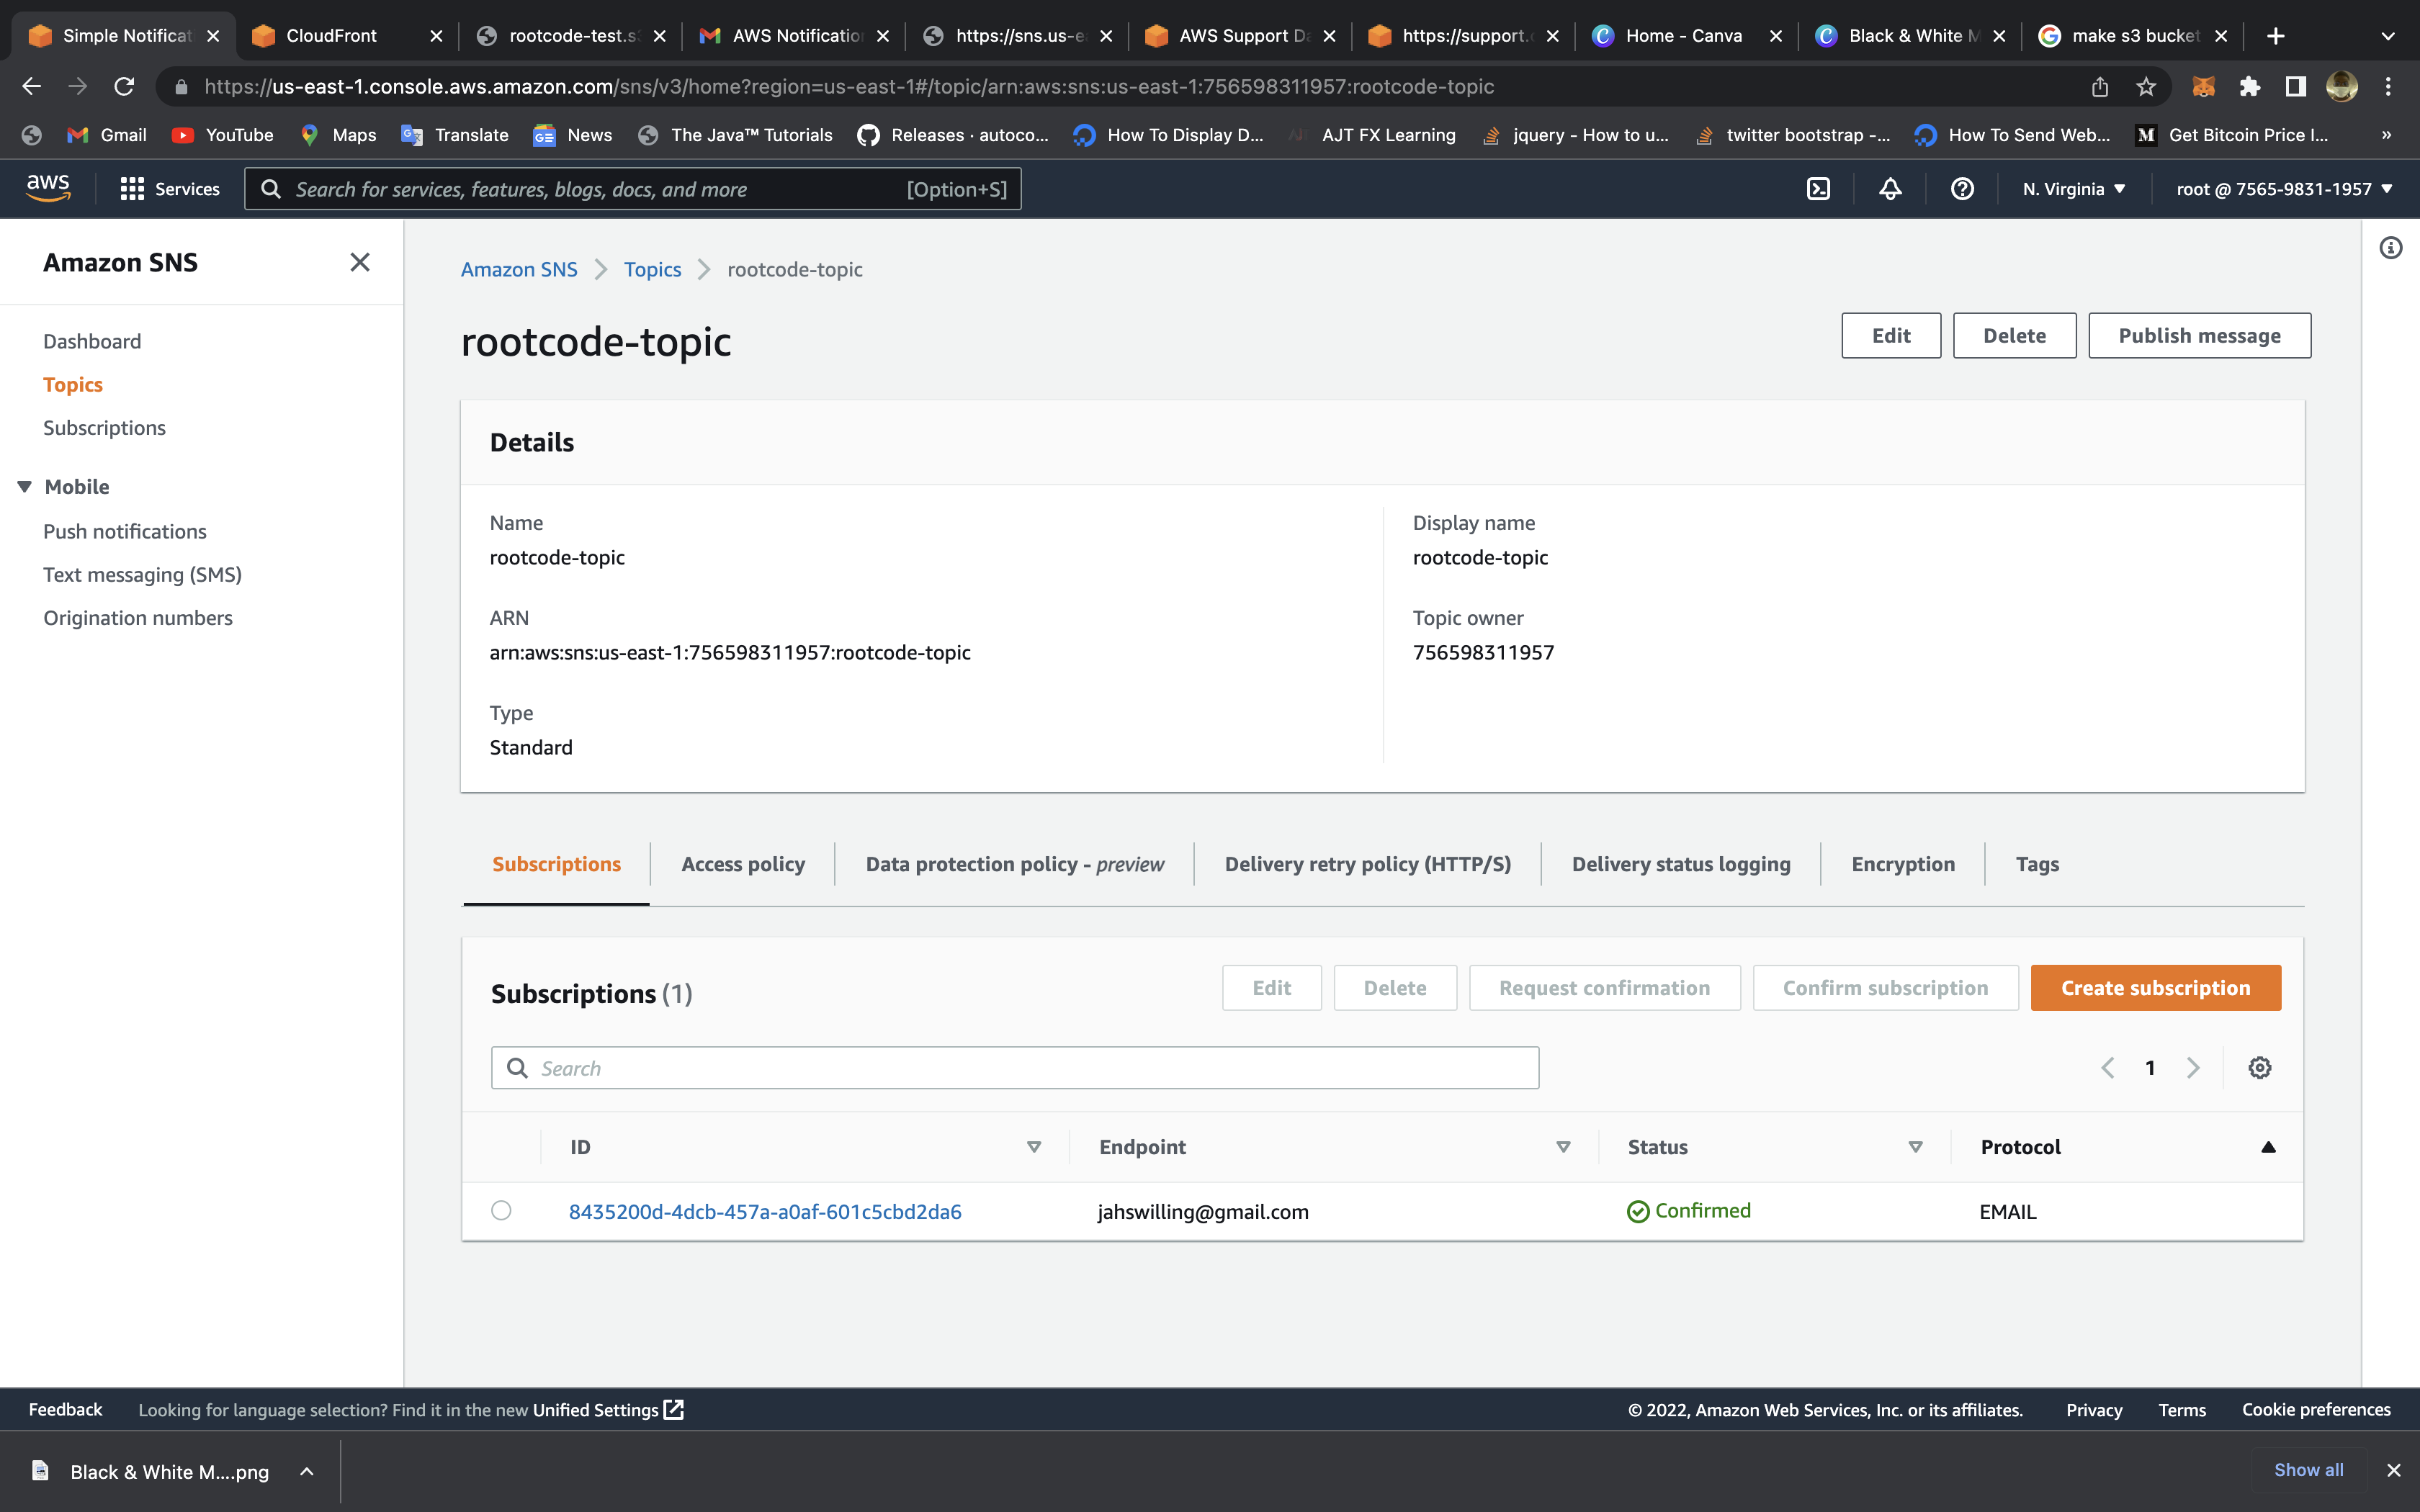 Simple Notificat
CloudFront
rootcode-test.s
AWS Notification
https://sns.us-e
AWS Support Da
https://support.
Home - Canva
Black & White M
make s3 bucket
https://us-east-1.console.aws.amazon.com/sns/v3/home?region=us-east-1#/topic/arn:aws:sns:us-east-1:756598311957:rootcode-topic
Gmail
YouTube
Maps
Translate
News
The Java™ Tutorials
Releases · autoco...
How To Display D...
AJT FX Learning
jquery - How to u...
twitter bootstrap -...
How To Send Web...
Get Bitcoin Price I...
»
aws
Services
Search for services, features, blogs, docs, and more
[Option+S]
N. Virginia
root @ 7565-9831-1957
Amazon SNS
Dashboard
Topics
Subscriptions
Mobile
Push notifications
Text messaging (SMS)
Origination numbers
Amazon SNS
Topics
rootcode-topic
rootcode-topic
Edit
Delete
Publish message
Details
Name
rootcode-topic
ARN
arn:aws:sns:us-east-1:756598311957:rootcode-topic
Type
Standard
Display name
rootcode-topic
Topic owner
756598311957
Subscriptions
Access policy
Data protection policy - preview
Delivery retry policy (HTTP/S)
Delivery status logging
Encryption
Tags
Subscriptions (1)
Edit
Delete
Request confirmation
Confirm subscription
Create subscription
Search
1
ID
Endpoint
Status
Protocol
8435200d-4dcb-457a-a0af-601c5cbd2da6
jahswilling@gmail.com
Confirmed
EMAIL
Feedback
Looking for language selection? Find it in the new Unified Settings
© 2022, Amazon Web Services, Inc. or its affiliates.
Privacy
Terms
Cookie preferences
Black & White M....png
Show all